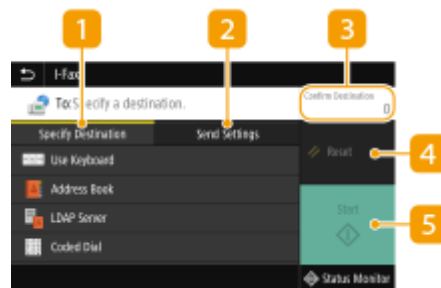 1
2
3
I-Fax
To: Specify a destination.
Confirm Destination
0
Specify Destination
Send Settings
Use Keyboard
Reset
4
Address Book
LDAP Server
Start
5
Coded Dial
Status Monitor